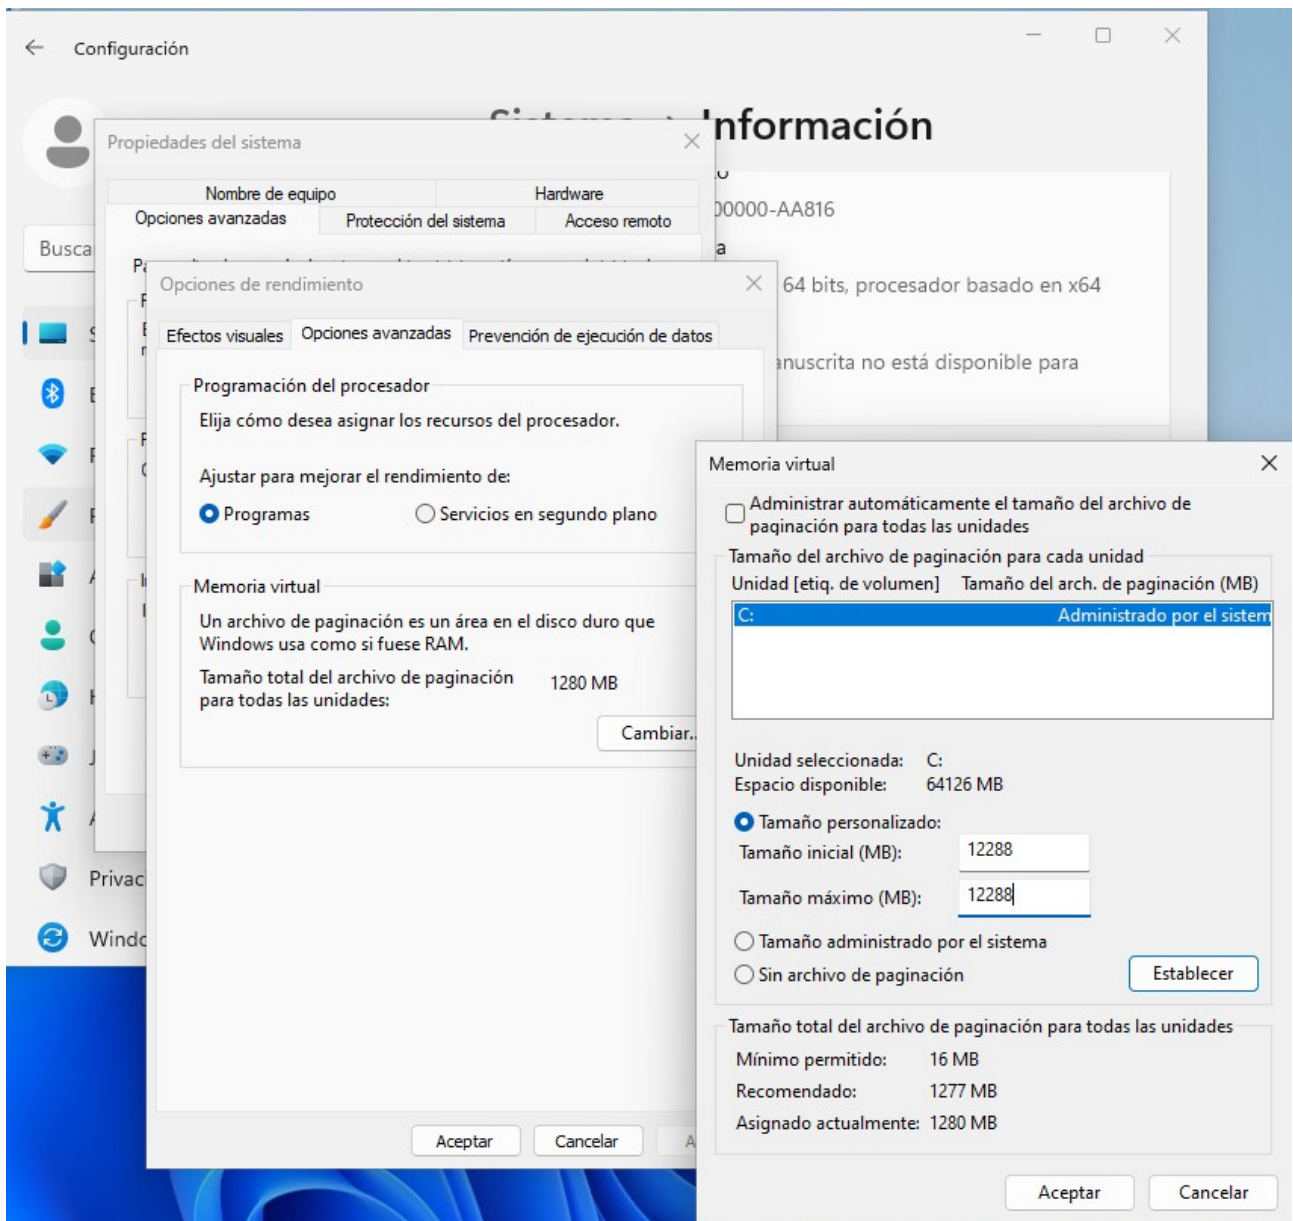 Configuración
Información
00000-AA816
64 bits, procesador basado en x64
anuscrita no está disponible para
Busca
Privac
Windo
Propiedades del sistema
Nombre de equipo
Hardware
Opciones avanzadas
Protección del sistema
Acceso remoto
Opciones de rendimiento
Efectos visuales
Opciones avanzadas
Prevención de ejecución de datos
Programación del procesador
Elija cómo desea asignar los recursos del procesador.
Ajustar para mejorar el rendimiento de:
Programas
Servicios en segundo plano
Memoria virtual
Un archivo de paginación es un área en el disco duro que
Windows usa como si fuese RAM.
Tamaño total del archivo de paginación
para todas las unidades:
1280 MB
Cambiar..
Aceptar
Cancelar
A
Memoria virtual
Administrar automáticamente el tamaño del archivo de
paginación para todas las unidades
Tamaño del archivo de paginación para cada unidad
Unidad [etiq. de volumen] Tamaño del arch. de paginación (MB)
C: Administrado por el sistem
Unidad seleccionada: C:
Espacio disponible: 64126 MB
Tamaño personalizado:
Tamaño inicial (MB): 12288
Tamaño máximo (MB): 12288
Tamaño administrado por el sistema
Sin archivo de paginación
Establecer
Tamaño total del archivo de paginación para todas las unidades
Mínimo permitido: 16 MB
Recomendado: 1277 MB
Asignado actualmente: 1280 MB
Aceptar
Cancelar